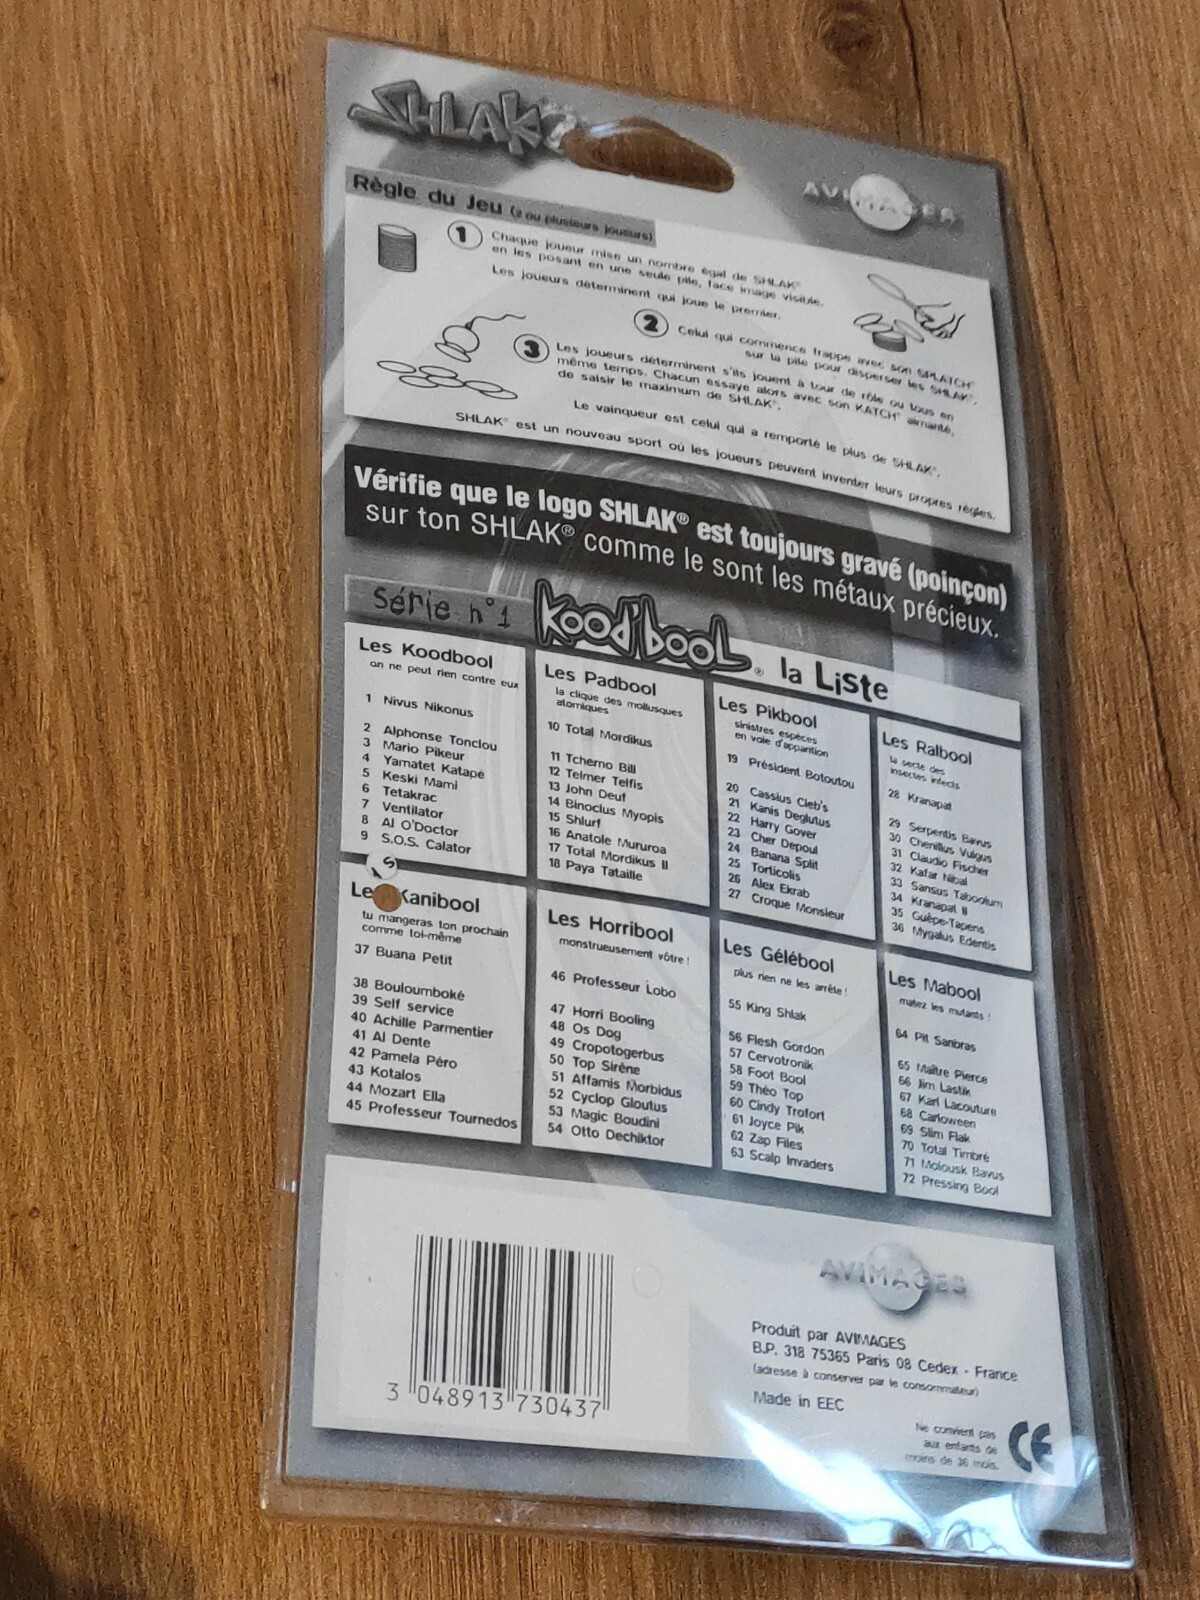 SHLAK
AVIMAGES
Règle du Jeu (2 ou plusieurs joueurs)
1 Chaque joueur mise un nombre égal de SHLAK®
en les posant en une seule pile, face image visible.
Les joueurs déterminent qui joue le premier.
2 Celui qui commence frappe avec son SPLATCH®
sur la pile pour disperser les SHLAK®.
3 Les joueurs déterminent s'ils jouent à tour de rôle ou tous en
même temps. Chacun essaye alors avec son KATCH® aimanté,
de saisir le maximum de SHLAK®.
Le vainqueur est celui qui a remporté le plus de SHLAK®.
SHLAK® est un nouveau sport où les joueurs peuvent inventer leurs propres règles.
Vérifie que le logo SHLAK® est toujours gravé (poinçon)
sur ton SHLAK® comme le sont les métaux précieux.
Série n°1 Kood'bool® la Liste
Les Koodbool
on ne peut rien contre eux
1 Nivus Nikonus
2 Alphonse Tonclou
3 Mario Pikeur
4 Yamatet Katapé
5 Keski Mami
6 Tetakrac
7 Ventilator
8 Al O'Doctor
9 S.O.S. Calator
Les Padbool
la clique des mollusques
atomiques
10 Total Mordikus
11 Tcherno Bill
12 Telmer Telfis
13 John Deuf
14 Binoclus Myopis
15 Shlurf
16 Anatole Mururoa
17 Total Mordikus II
18 Paya Tataille
Les Pikbool
sinistres espèces
en voie d'apparition
19 Président Botoutou
20 Cassius Cleb's
21 Kanis Deglutus
22 Harry Gover
23 Cher Depoul
24 Banana Split
25 Torticolis
26 Alex Ekrab
27 Croque Monsieur
Les Ralbool
la secte des
insectes infects
28 Kranapat
29 Serpentis Bavus
30 Chenillus Vulgus
31 Claudio Fischer
32 Kafar Nibal
33 Sansus Taboolum
34 Kranapat II
35 Guêpe-Tapens
36 Mygalus Edentis
Les Kanibool
tu mangeras ton prochain
comme toi-même
37 Buana Petit
38 Bouloumboké
39 Self service
40 Achille Parmentier
41 Al Dente
42 Pamela Péro
43 Kotalos
44 Mozart Ella
45 Professeur Tournedos
Les Horribool
monstrueusement vôtre !
46 Professeur Lobo
47 Horri Booling
48 Os Dog
49 Cropotogerbus
50 Top Sirène
51 Affamis Morbidus
52 Cyclop Gloutus
53 Magic Boudini
54 Otto Dechiktor
Les Gélébool
plus rien ne les arrête !
55 King Shlak
56 Flesh Gordon
57 Cervotronik
58 Foot Bool
59 Théo Top
60 Cindy Trofort
61 Joyce Pik
62 Zap Files
63 Scalp Invaders
Les Mabool
matez les mutants !
64 Pit Sanbras
65 Maître Pierce
66 Jim Lastik
67 Karl Lacouture
68 Carloween
69 Slim Flak
70 Total Timbré
71 Molousk Bavus
72 Pressing Bool
3 048913 730437
AVIMAGES
Produit par AVIMAGES
B.P. 318 75365 Paris 08 Cedex - France
(adresse à conserver par le consommateur)
Made in EEC
Ne convient pas
aux enfants de
moins de 36 mois.
CE